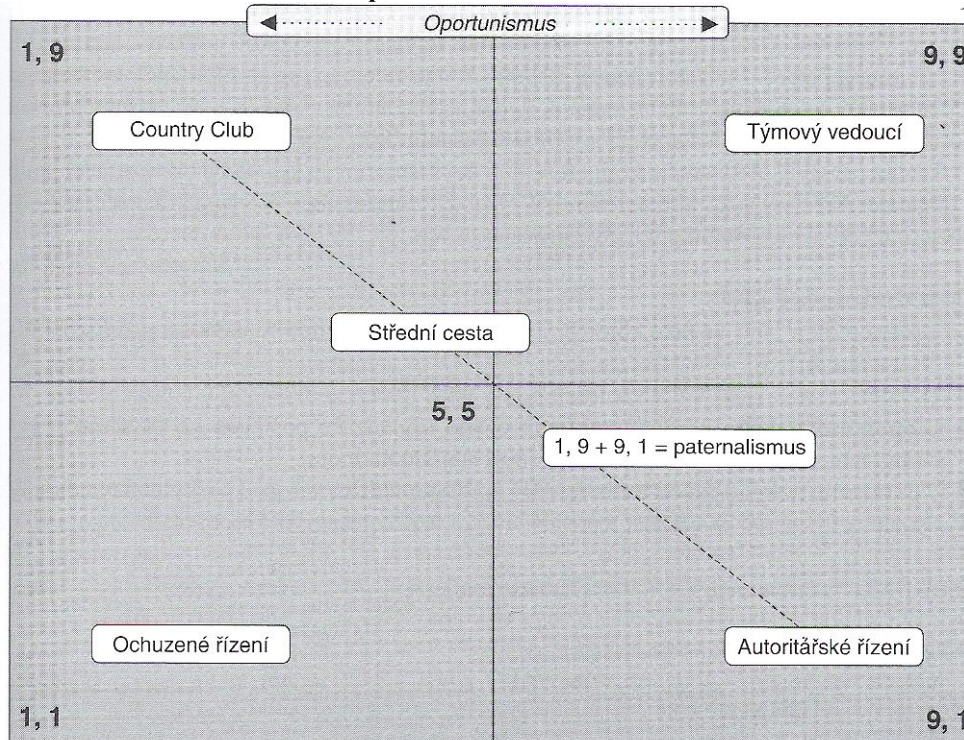 Oportunismus
1, 9
9, 9
Country Club
Týmový vedoucí
Střední cesta
5, 5
1, 9 + 9, 1 = paternalismus
Ochuzené řízení
Autoritářské řízení
1, 1
9, 1